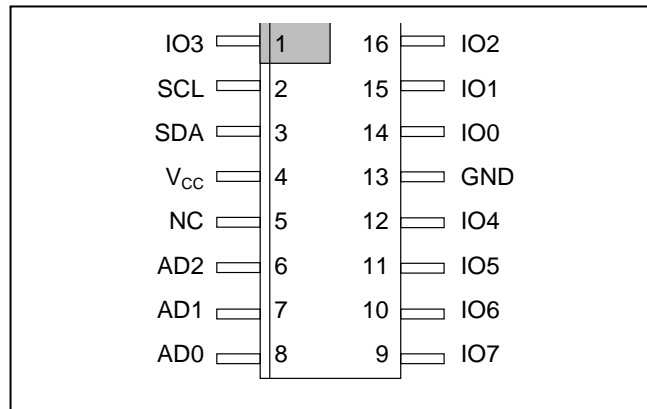 IO3 1 16 IO2
SCL 2 15 IO1
SDA 3 14 IO0
VCC 4 13 GND
NC 5 12 IO4
AD2 6 11 IO5
AD1 7 10 IO6
AD0 8 9 IO7